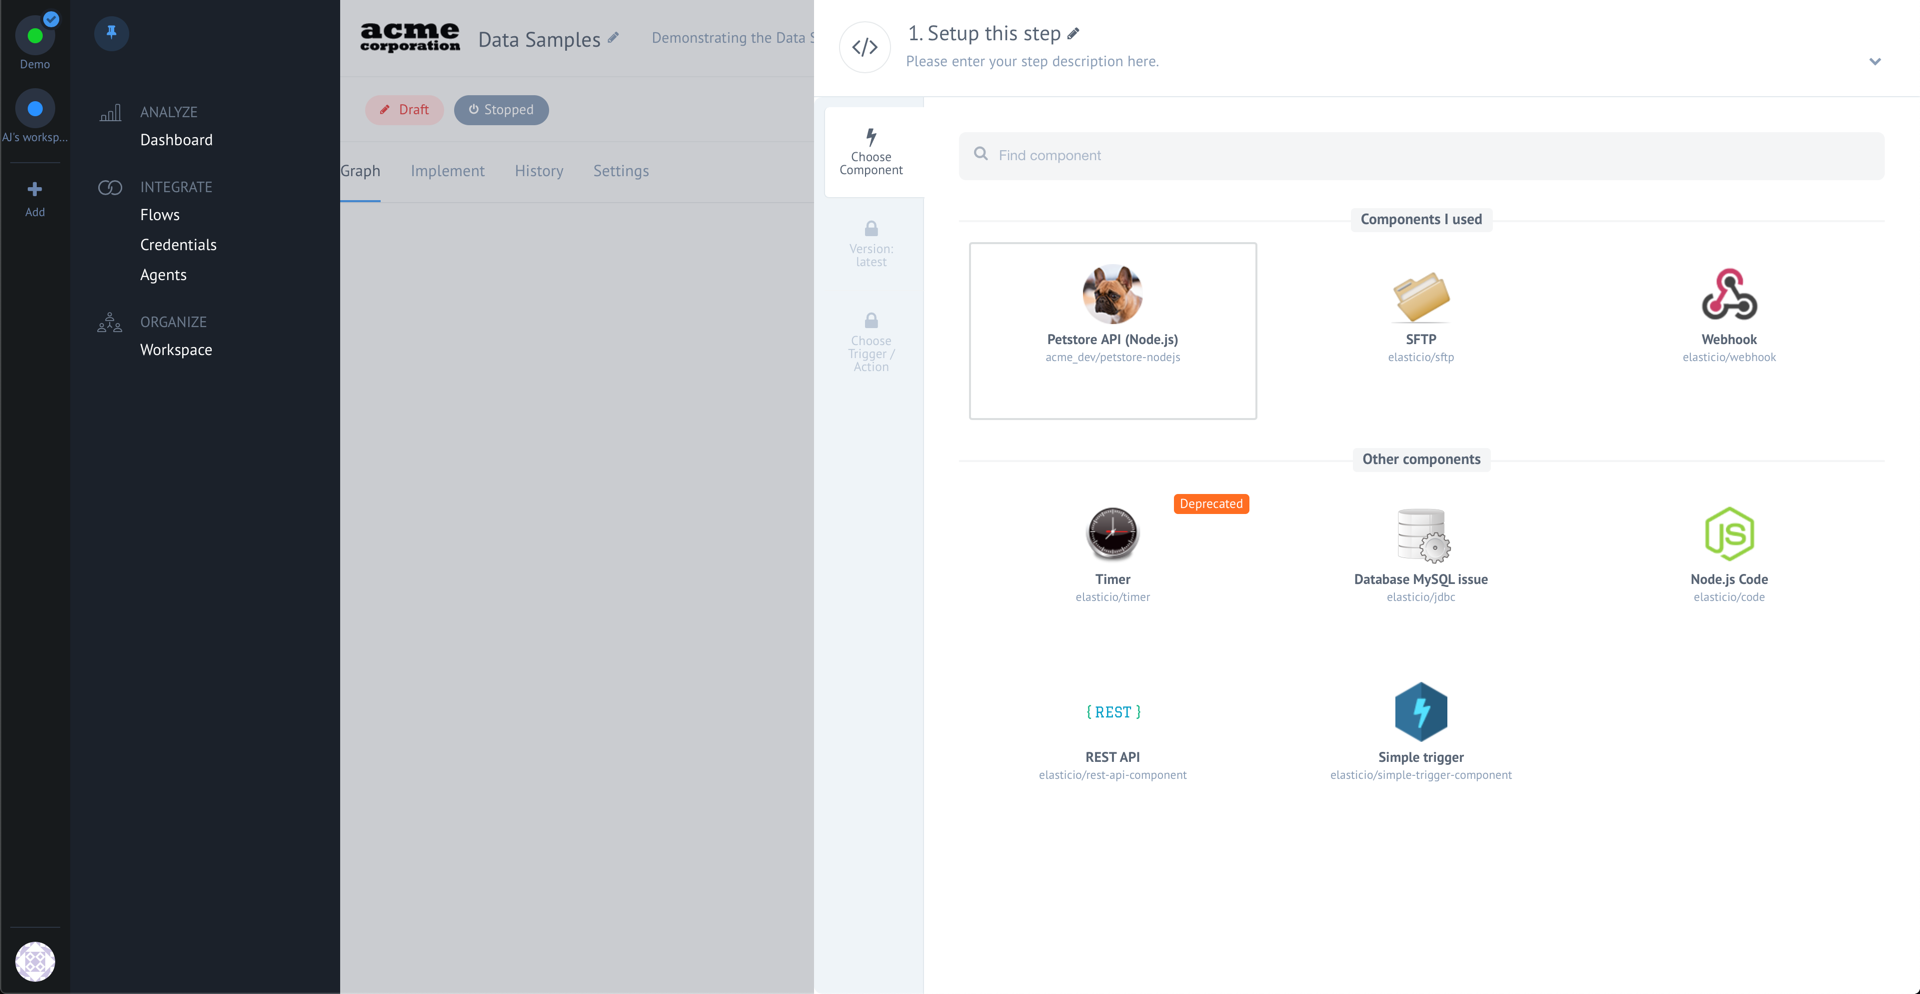 Demo
AJ's worksp...
Add
ANALYZE
Dashboard
INTEGRATE
Flows
Credentials
Agents
ORGANIZE
Workspace
acme
corporation
Data Samples
Demonstrating the Data S
Draft
Stopped
Graph
Implement
History
Settings
1. Setup this step
Please enter your step description here.
Choose
Component
Version:
latest
Choose
Trigger /
Action
Find component
Components I used
Petstore API (Node.js)
acme_dev/petstore-nodejs
SFTP
elasticio/sftp
Webhook
elasticio/webhook
Other components
Deprecated
Timer
elasticio/timer
Database MySQL issue
elasticio/jdbc
JS
Node.js Code
elasticio/code
{ REST }
REST API
elasticio/rest-api-component
Simple trigger
elasticio/simple-trigger-component